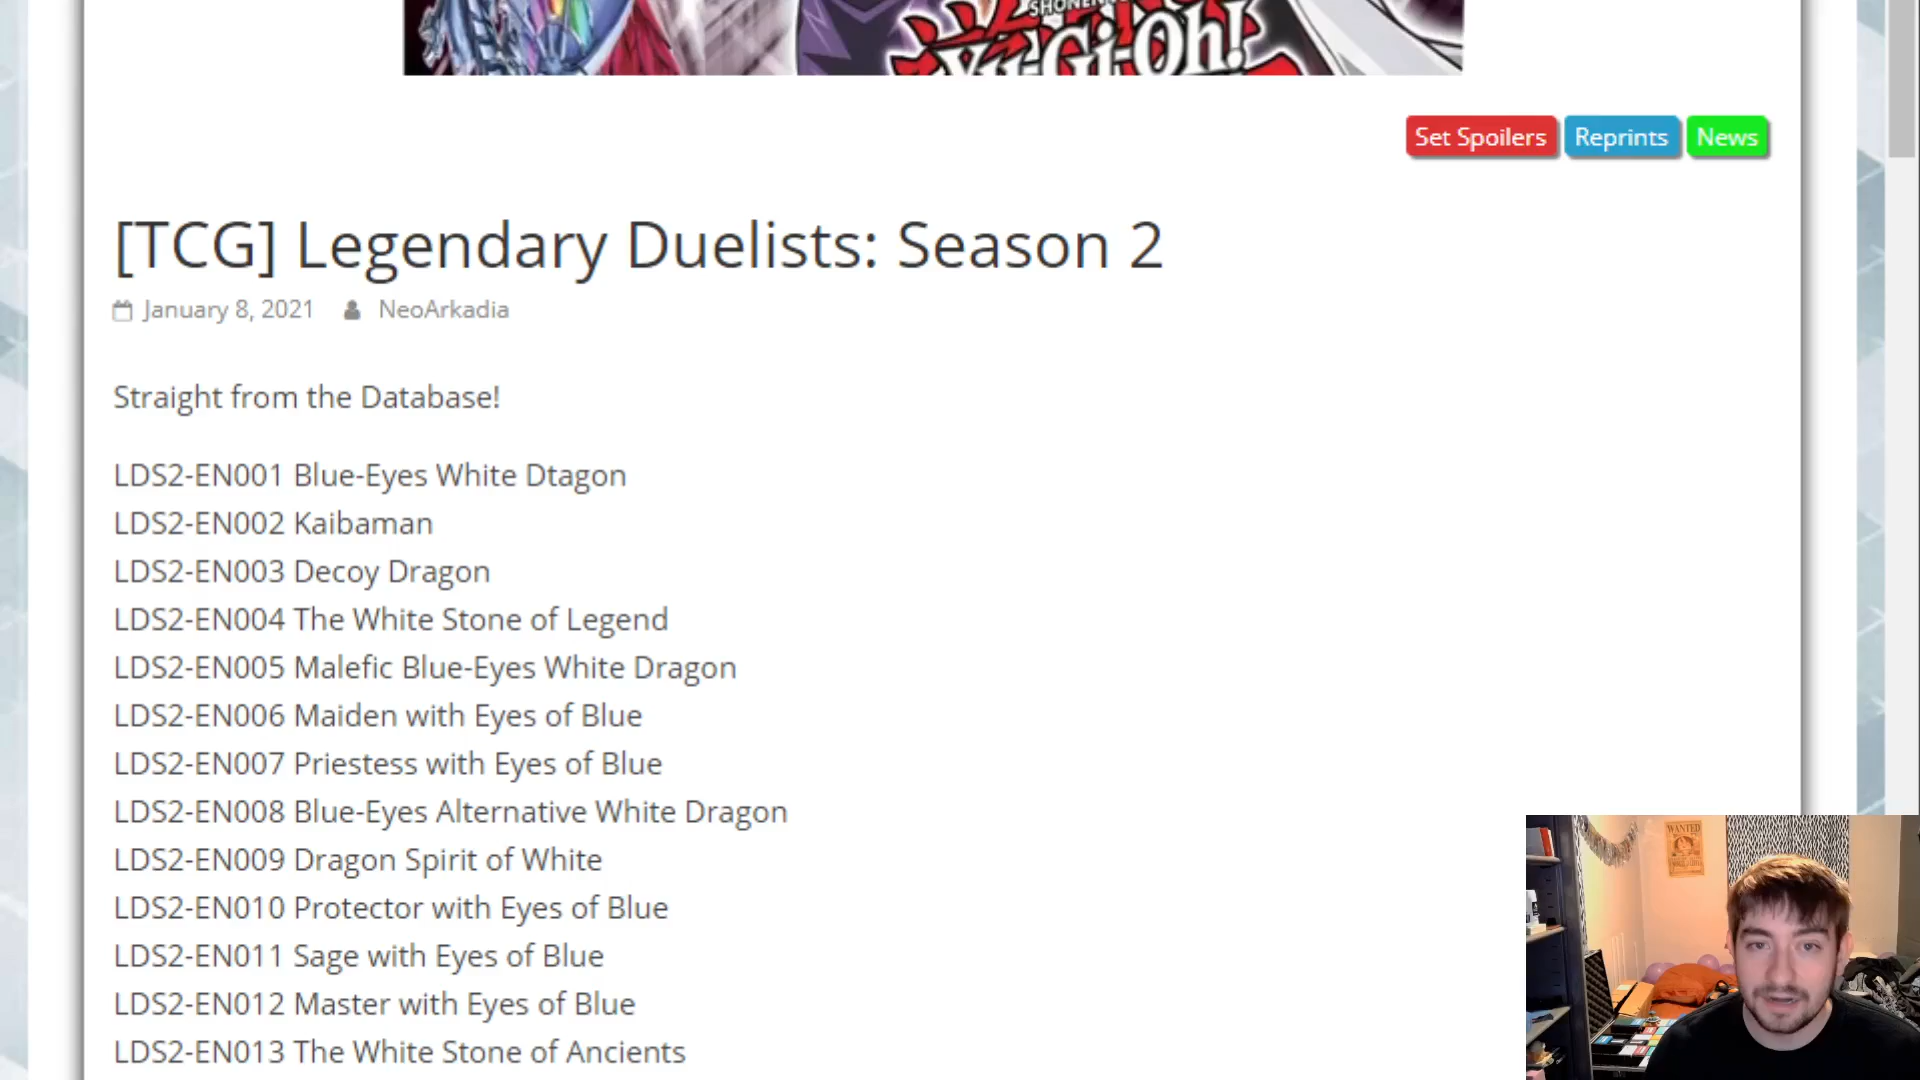 SHONEN
Yu-Gi-Oh!
Set Spoilers Reprints News
[TCG] Legendary Duelists: Season 2
January 8, 2021 NeoArkadia
Straight from the Database!
LDS2-EN001 Blue-Eyes White Dtagon
LDS2-EN002 Kaibaman
LDS2-EN003 Decoy Dragon
LDS2-EN004 The White Stone of Legend
LDS2-EN005 Malefic Blue-Eyes White Dragon
LDS2-EN006 Maiden with Eyes of Blue
LDS2-EN007 Priestess with Eyes of Blue
LDS2-EN008 Blue-Eyes Alternative White Dragon
LDS2-EN009 Dragon Spirit of White
LDS2-EN010 Protector with Eyes of Blue
LDS2-EN011 Sage with Eyes of Blue
LDS2-EN012 Master with Eyes of Blue
LDS2-EN013 The White Stone of Ancients
WANTED